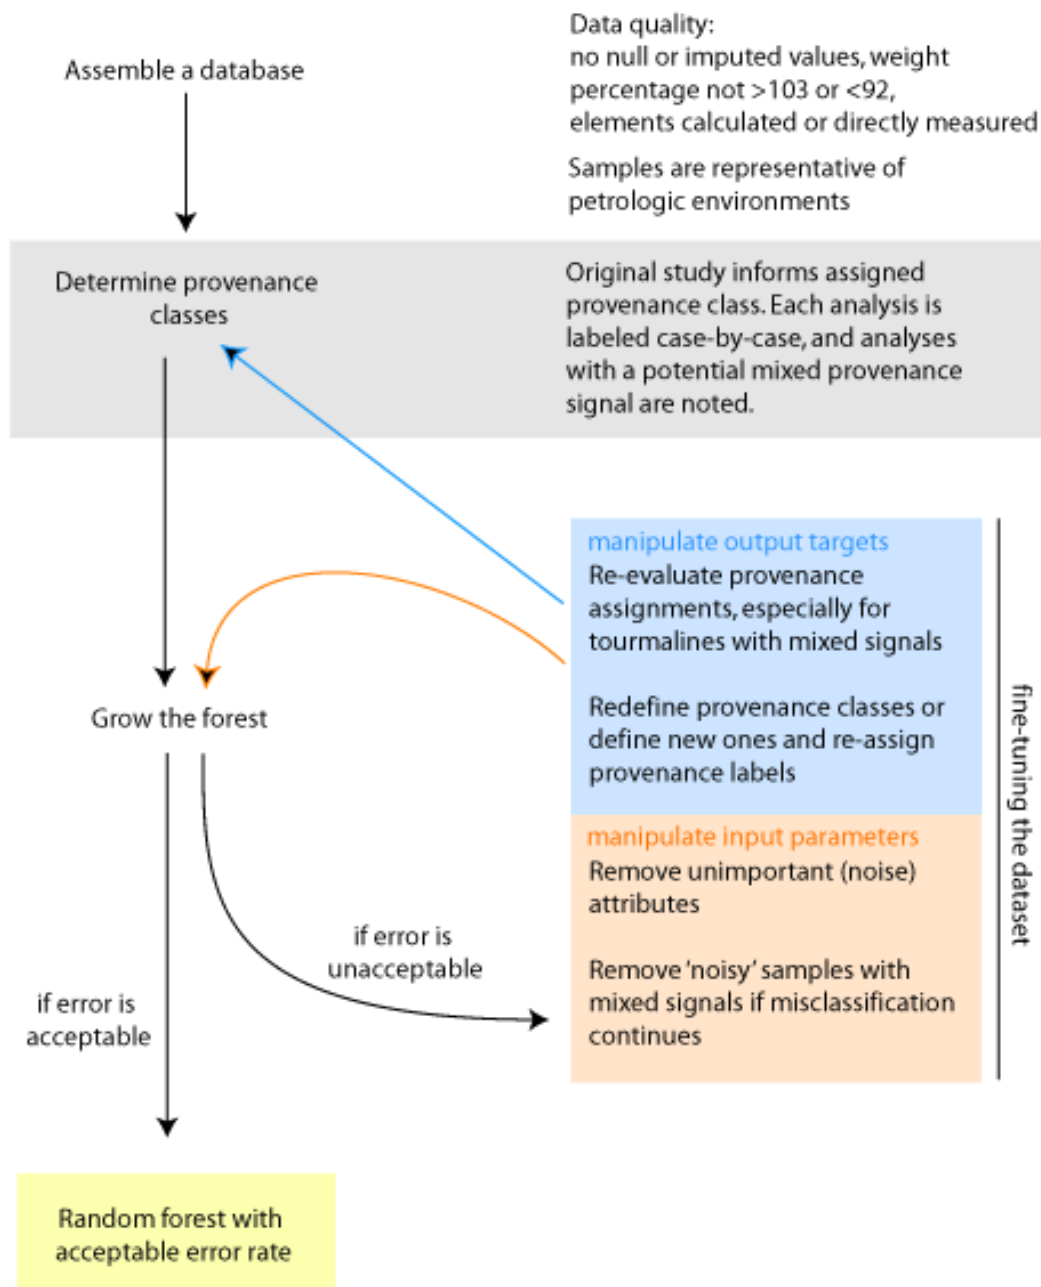 Assemble a database
Data quality:
no null or imputed values, weight
percentage not >103 or <92,
elements calculated or directly measured
Samples are representative of
petrologic environments
Determine provenance
classes
Original study informs assigned
provenance class. Each analysis is
labeled case-by-case, and analyses
with a potential mixed provenance
signal are noted.
manipulate output targets
Re-evaluate provenance
assignments, especially for
tourmalines with mixed signals
Redefine provenance classes or
define new ones and re-assign
provenance labels
manipulate input parameters
Remove unimportant (noise)
attributes
Remove ‘noisy’ samples with
mixed signals if misclassification
continues
fine-tuning the dataset
Grow the forest
if error is
unacceptable
if error is
acceptable
Random forest with
acceptable error rate